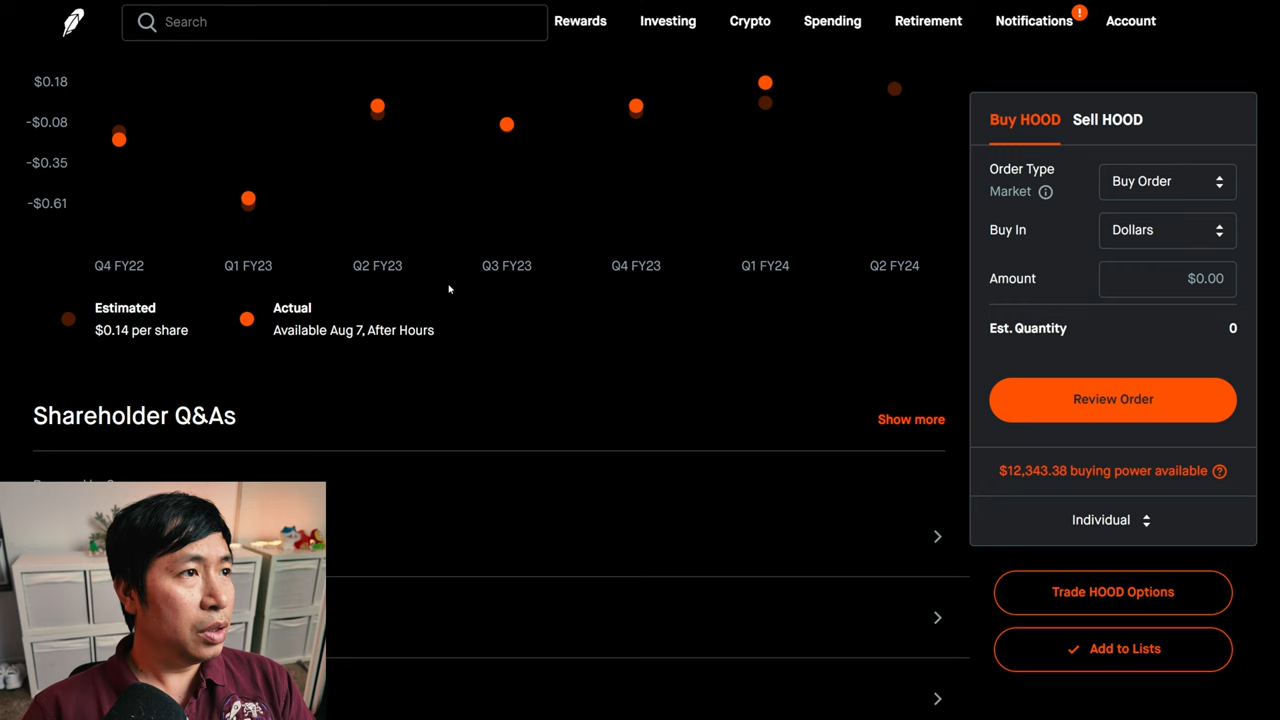 Search
Rewards
Investing
Crypto
Spending
Retirement
Notifications
!
Account
$0.18
-$0.08
-$0.35
-$0.61
Q4 FY22
Q1 FY23
Q2 FY23
Q3 FY23
Q4 FY23
Q1 FY24
Q2 FY24
Estimated
$0.14 per share
Actual
Available Aug 7, After Hours
Shareholder Q&As
Show more
Buy HOOD
Sell HOOD
Order Type
Market
Buy Order
Buy In
Dollars
Amount
$0.00
Est. Quantity
0
Review Order
$12,343.38 buying power available
Individual
Trade HOOD Options
Add to Lists